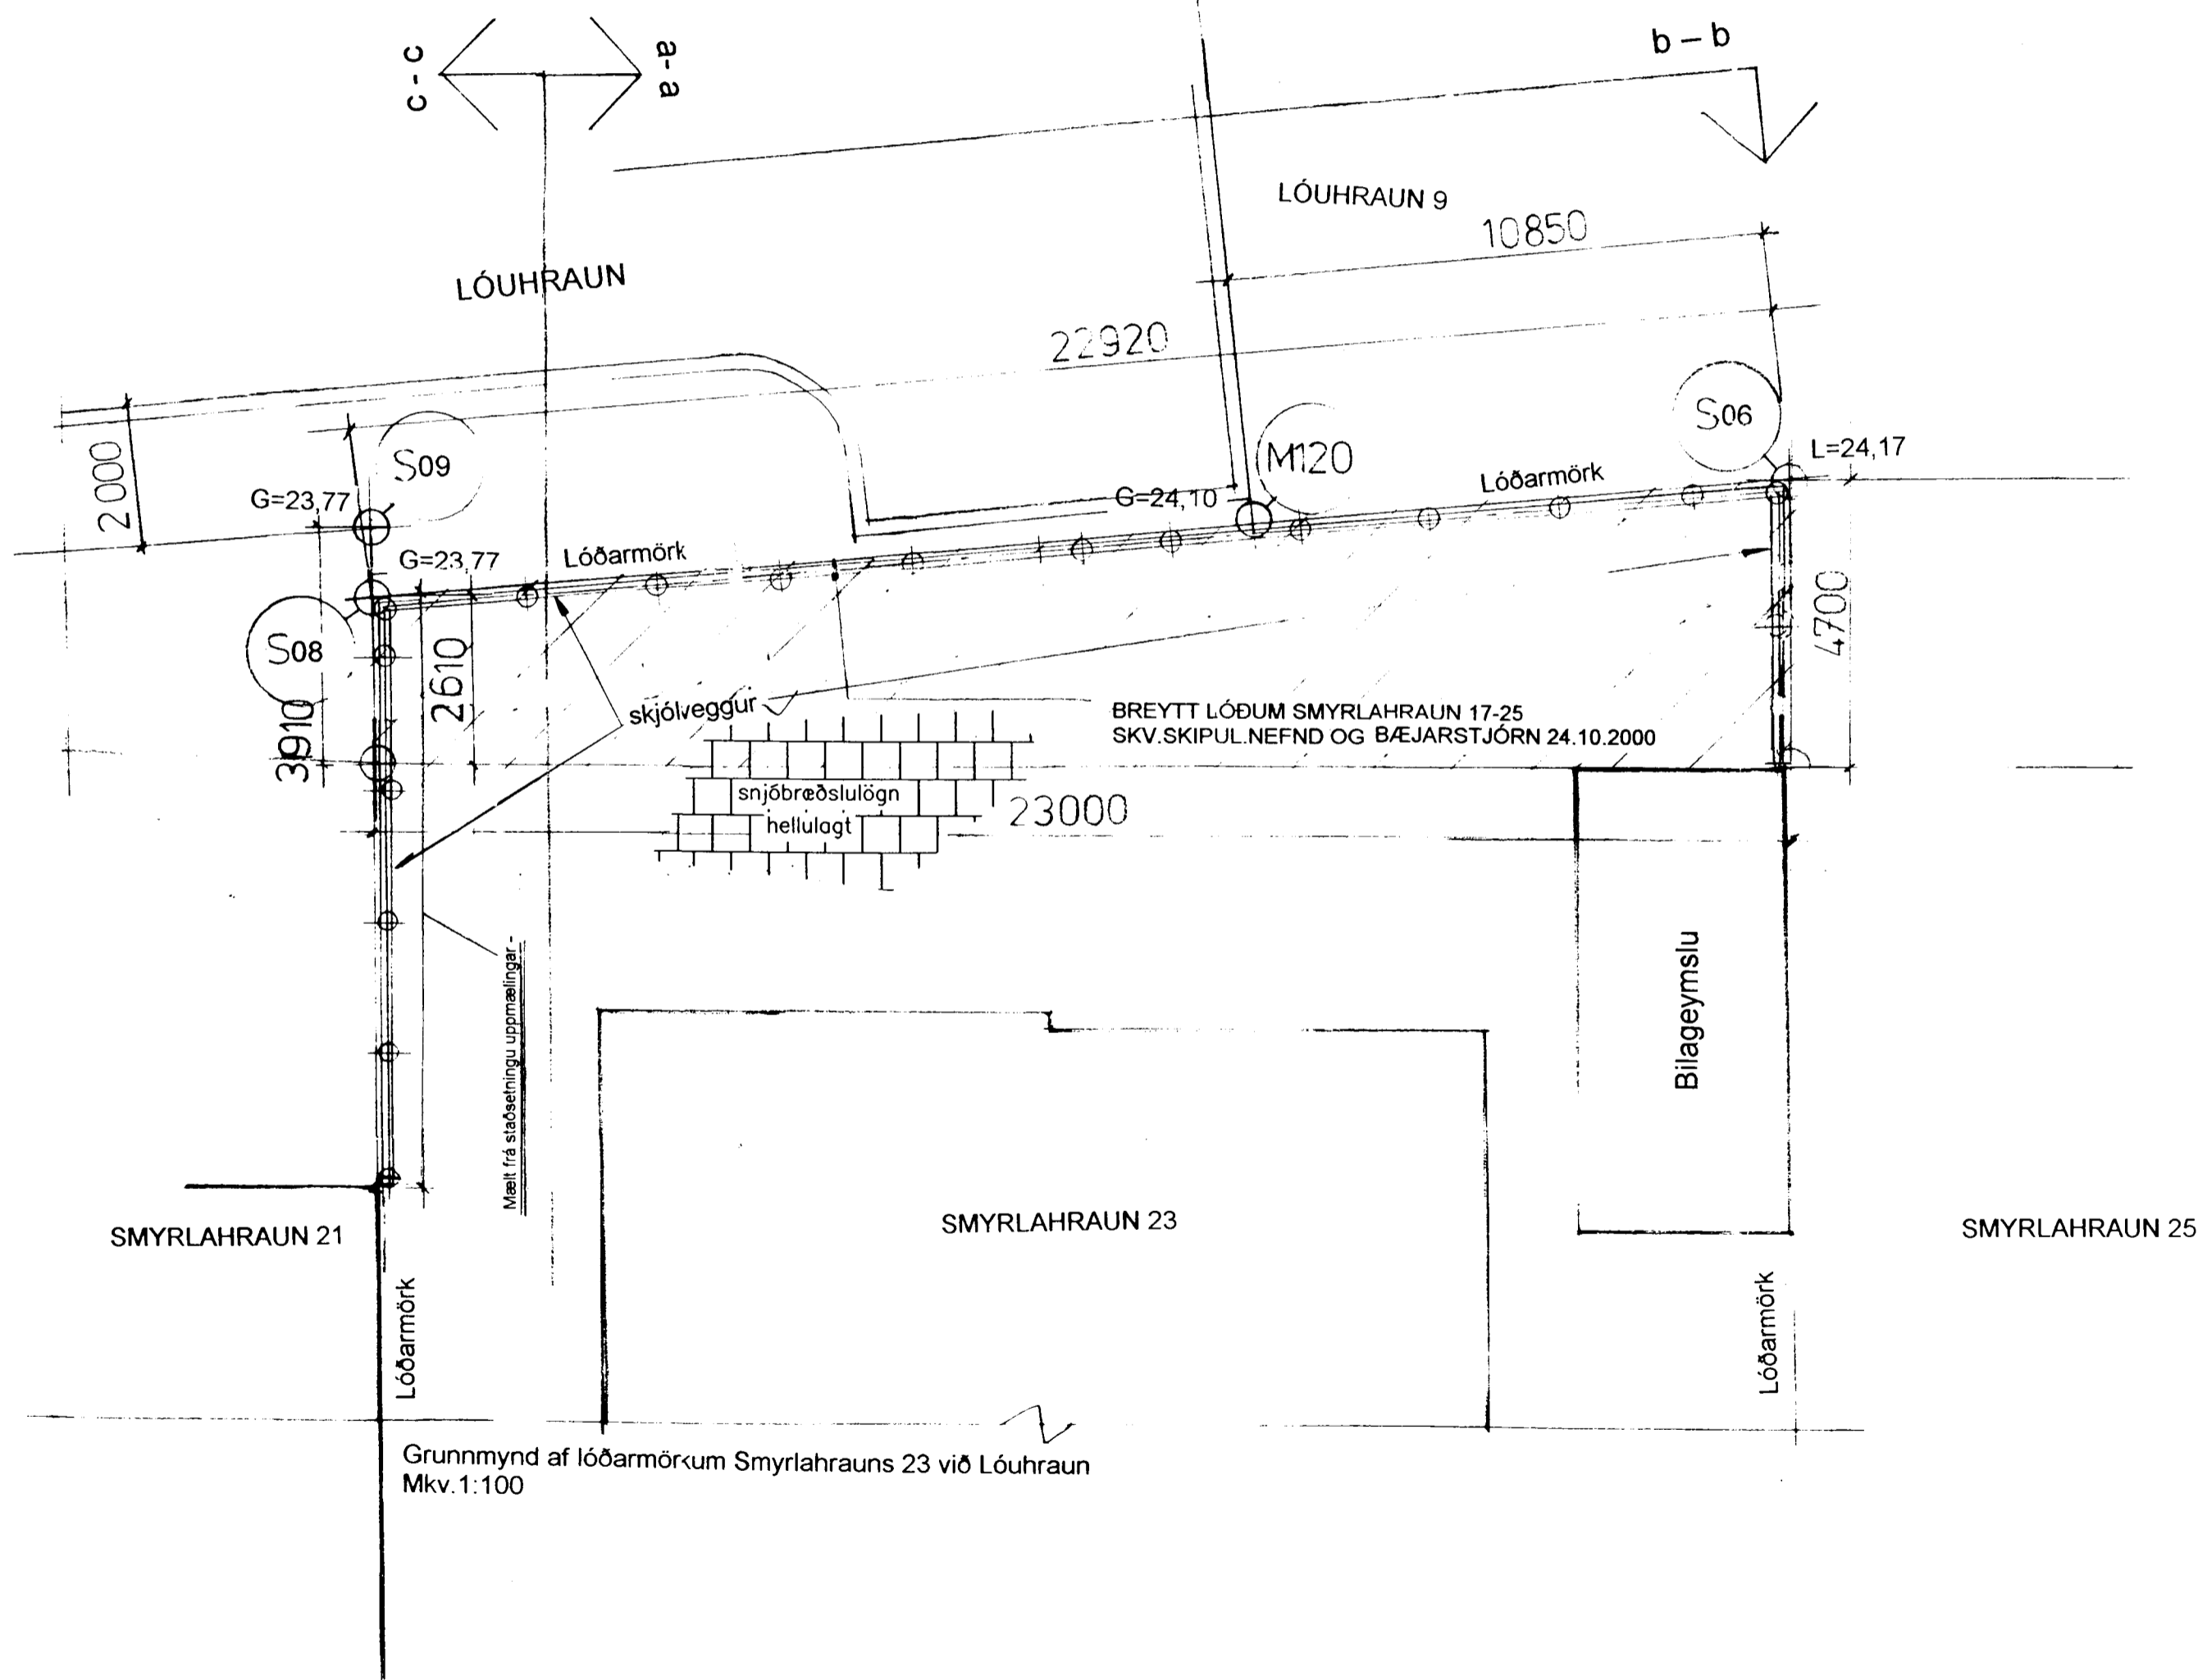 c - c
a- a
b – b
LÓUHRAUN 9
10850
LÓUHRAUN
22920
S06
S09
M120
2000
L=24,17
G=23,77
G=24,10
Lóðarmörk
G=23,77
Lóðarmörk
S08
2610
4700
3910
skjólveggur
BREYTT LÓÐUM SMYRLAHRAUN 17-25
SKV.SKIPUL.NEFND OG BÆJARSTJÓRN 24.10.2000
snjóbræðslulögn
hellulagt
23000
Mælt frá staðsetningu uppmælingar -
Bilageymslu
SMYRLAHRAUN 21
SMYRLAHRAUN 23
SMYRLAHRAUN 25
Lóðarmörk
Lóðarmörk
Grunnmynd af lóðarmörkum Smyrlahrauns 23 við Lóuhraun
Mkv.1:100